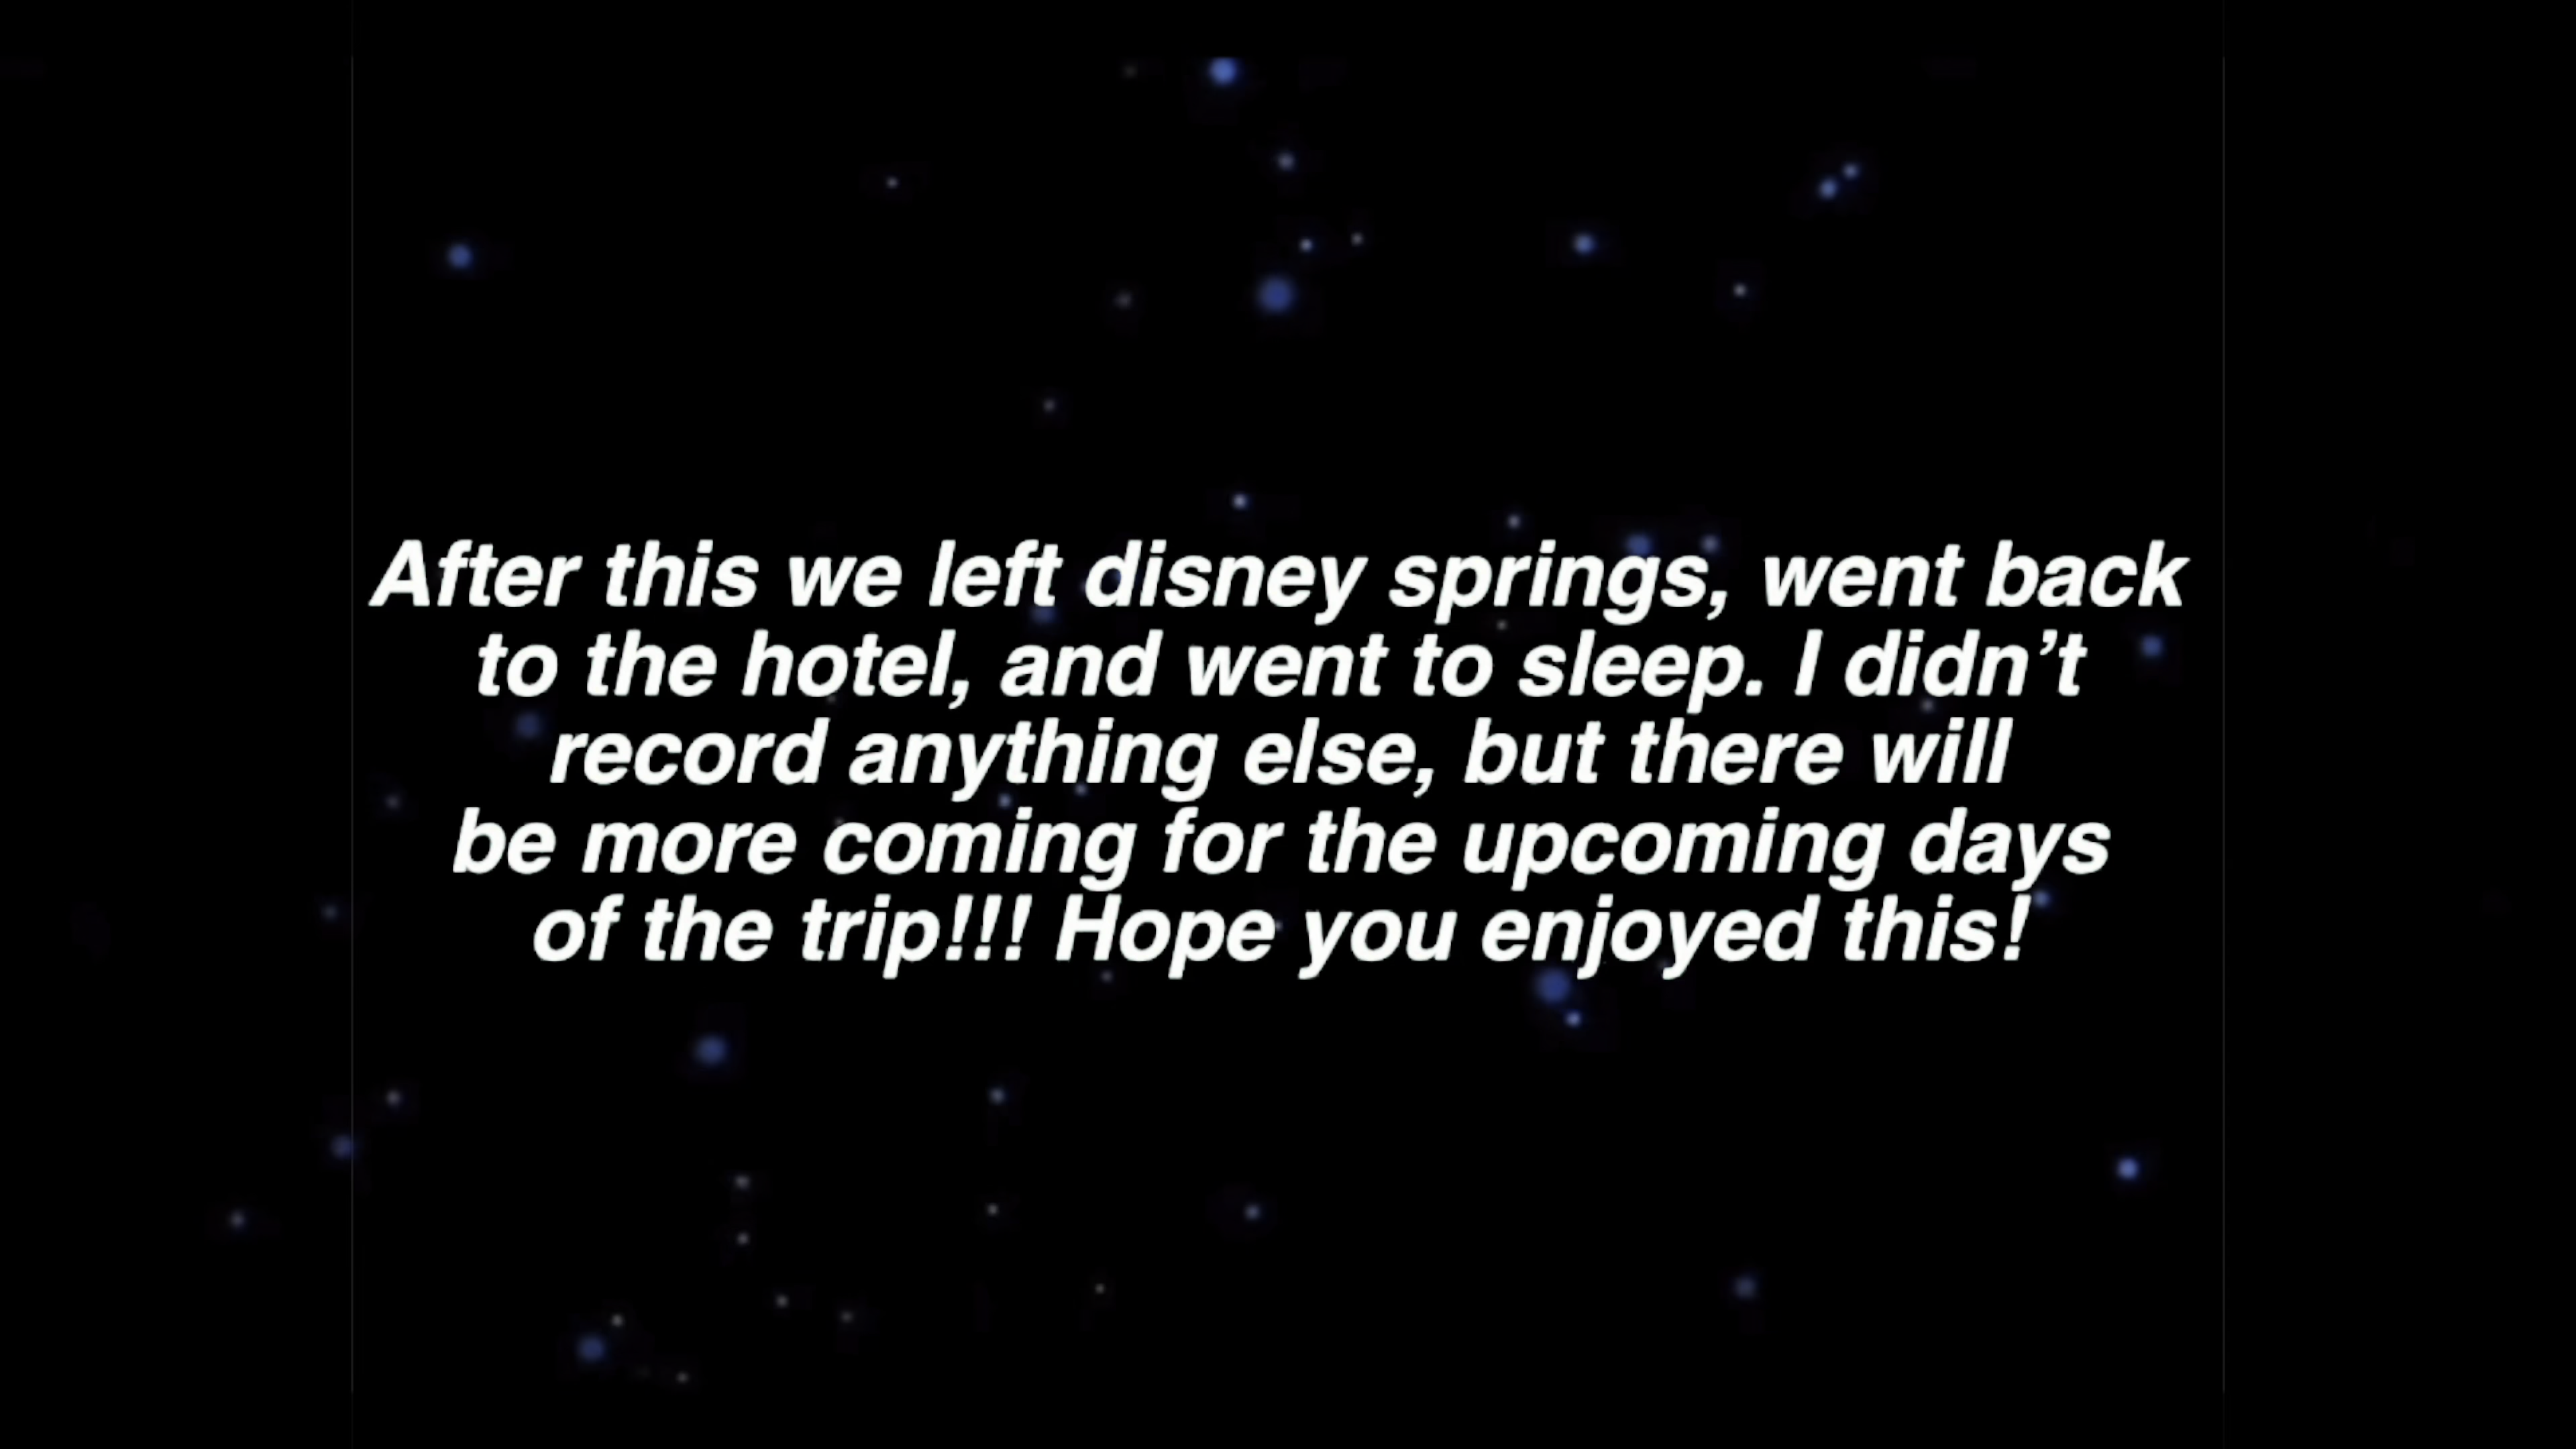 After this we left disney springs, went back
to the hotel, and went to sleep. I didn’t
record anything else, but there will
be more coming for the upcoming days
of the trip!!! Hope you enjoyed this!